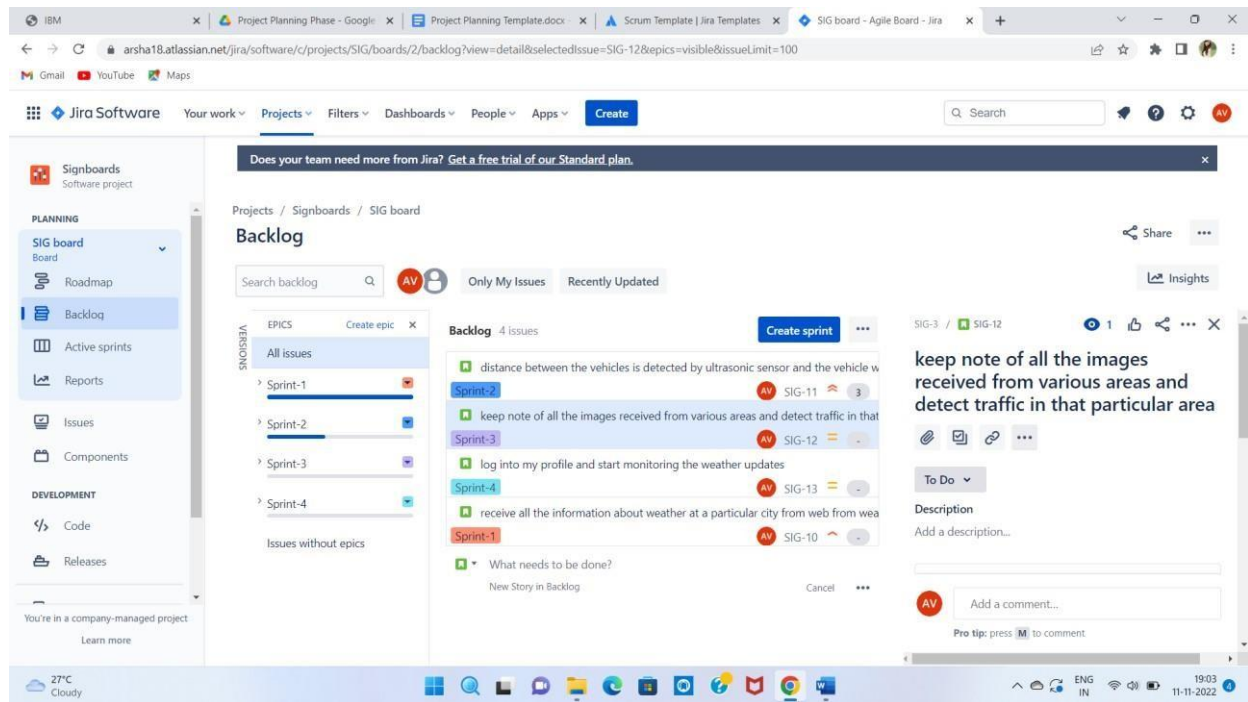 IBM
Project Planning Phase - Google
Project Planning Template.docx
Scrum Template | Jira Templates
SIG board - Agile Board - Jira
arsha18.atlassian.net/jira/software/c/projects/SIG/boards/2/backlog?view=detail&selectedIssue=SIG-12&epics=visible&issueLimit=100
Gmail YouTube Maps
Jira Software Your work Projects Filters Dashboards People Apps Create Search AV
Does your team need more from Jira? Get a free trial of our Standard plan.
Signboards
Software project
PLANNING
SIG board
Board
Roadmap
Backlog
Active sprints
Reports
Issues
Components
DEVELOPMENT
Code
Releases
You're in a company-managed project
Learn more
Projects / Signboards / SIG board
Backlog
Share
Search backlog AV Only My Issues Recently Updated Insights
VERSIONS
EPICS Create epic
All issues
Sprint-1
Sprint-2
Sprint-3
Sprint-4
Issues without epics
Backlog 4 issues Create sprint
distance between the vehicles is detected by ultrasonic sensor and the vehicle w
Sprint-2 AV SIG-11 3
keep note of all the images received from various areas and detect traffic in that
Sprint-3 AV SIG-12 -
log into my profile and start monitoring the weather updates
Sprint-4 AV SIG-13 -
receive all the information about weather at a particular city from web from wea
Sprint-1 AV SIG-10 -
What needs to be done?
New Story in Backlog Cancel
SIG-3 / SIG-12 1
keep note of all the images
received from various areas and
detect traffic in that particular area
To Do
Description
Add a description...
AV Add a comment...
Pro tip: press M to comment
27°C
Cloudy
ENG
IN
19:03
11-11-2022
4